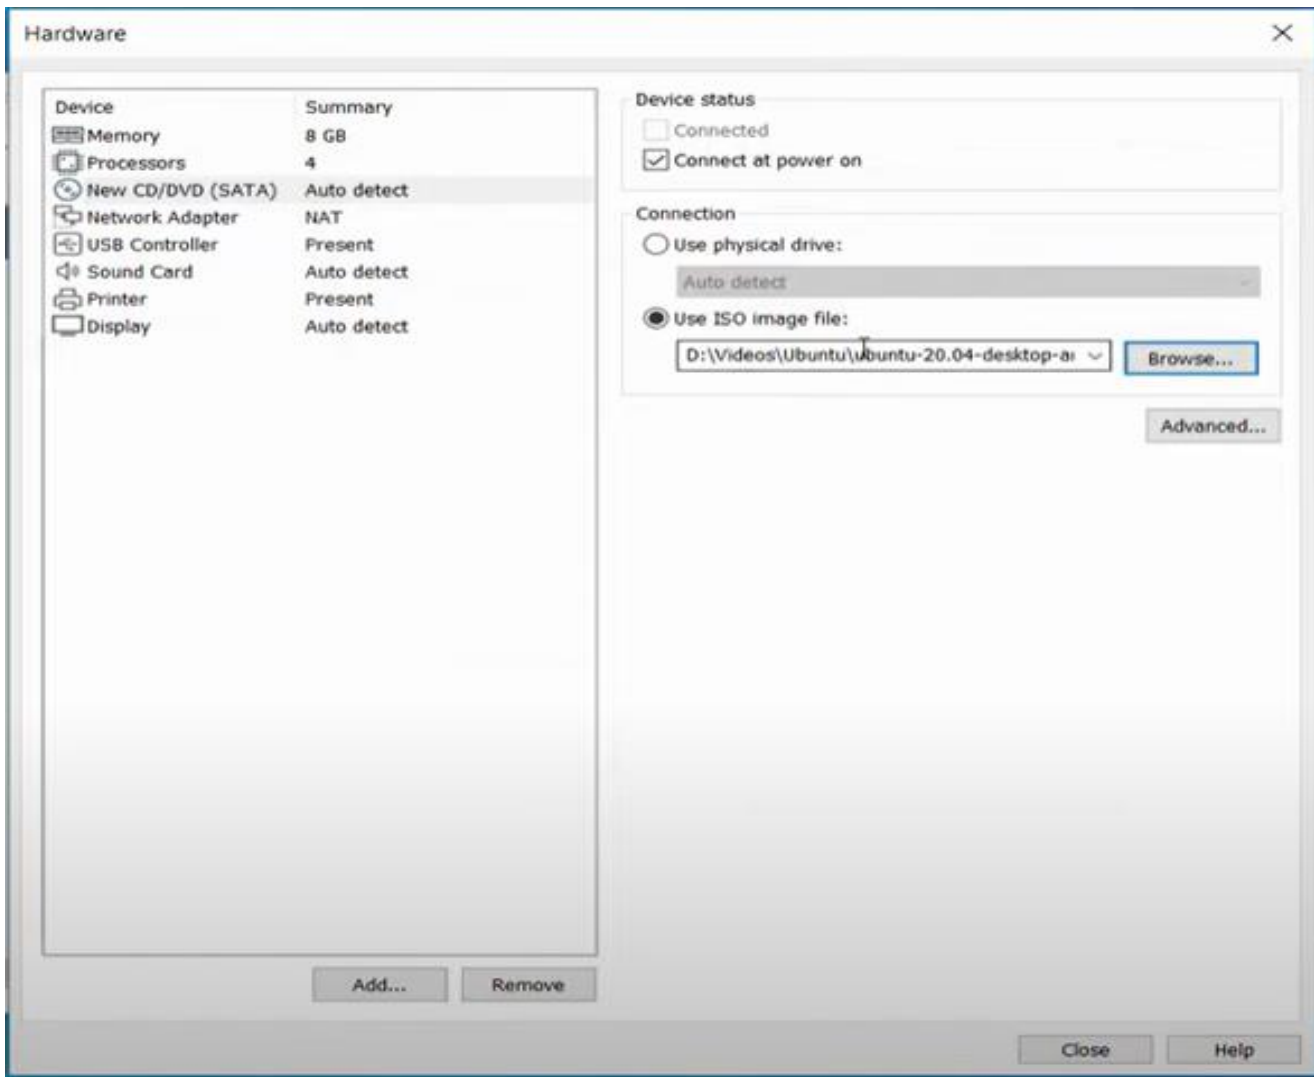 Hardware
Device Summary
Memory 8 GB
Processors 4
New CD/DVD (SATA) Auto detect
Network Adapter NAT
USB Controller Present
Sound Card Auto detect
Printer Present
Display Auto detect
Add... Remove
Device status
Connected
Connect at power on
Connection
Use physical drive:
Auto detect
Use ISO image file:
D:\Videos\Ubuntu\ubuntu-20.04-desktop-a
Browse...
Advanced...
Close Help